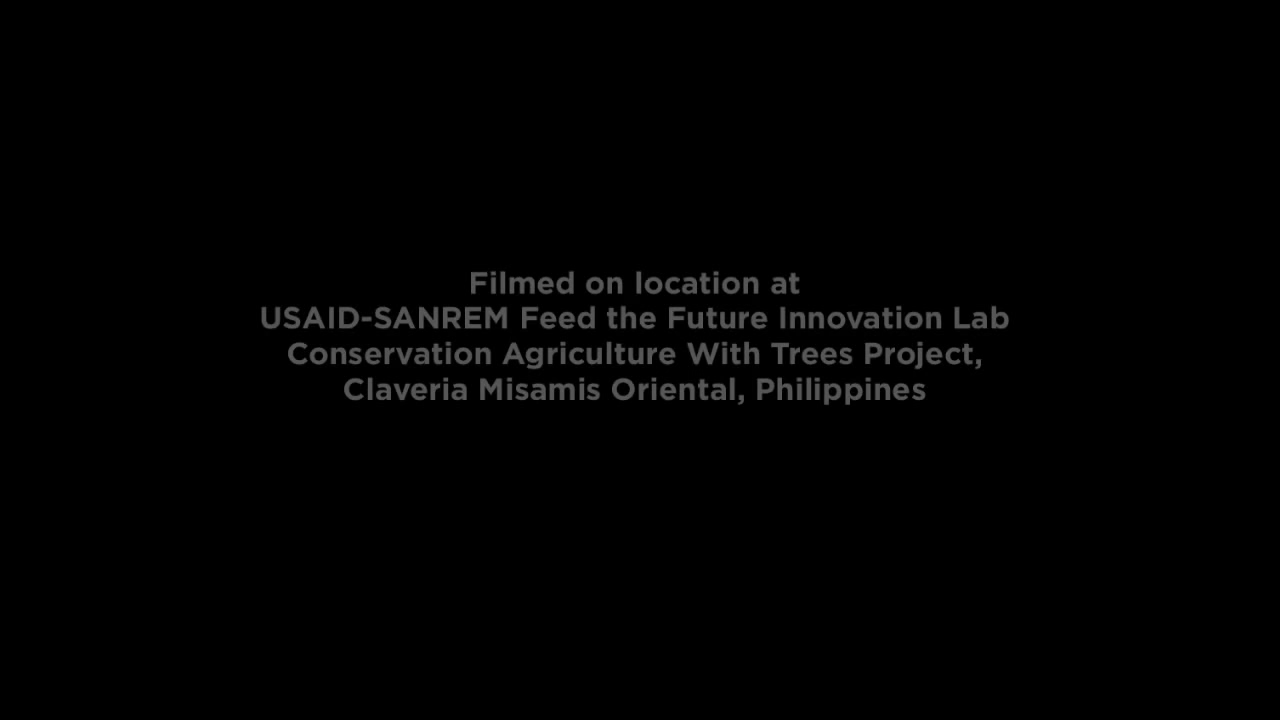 Filmed on location at
USAID-SANREM Feed the Future Innovation Lab
Conservation Agriculture With Trees Project,
Claveria Misamis Oriental, Philippines